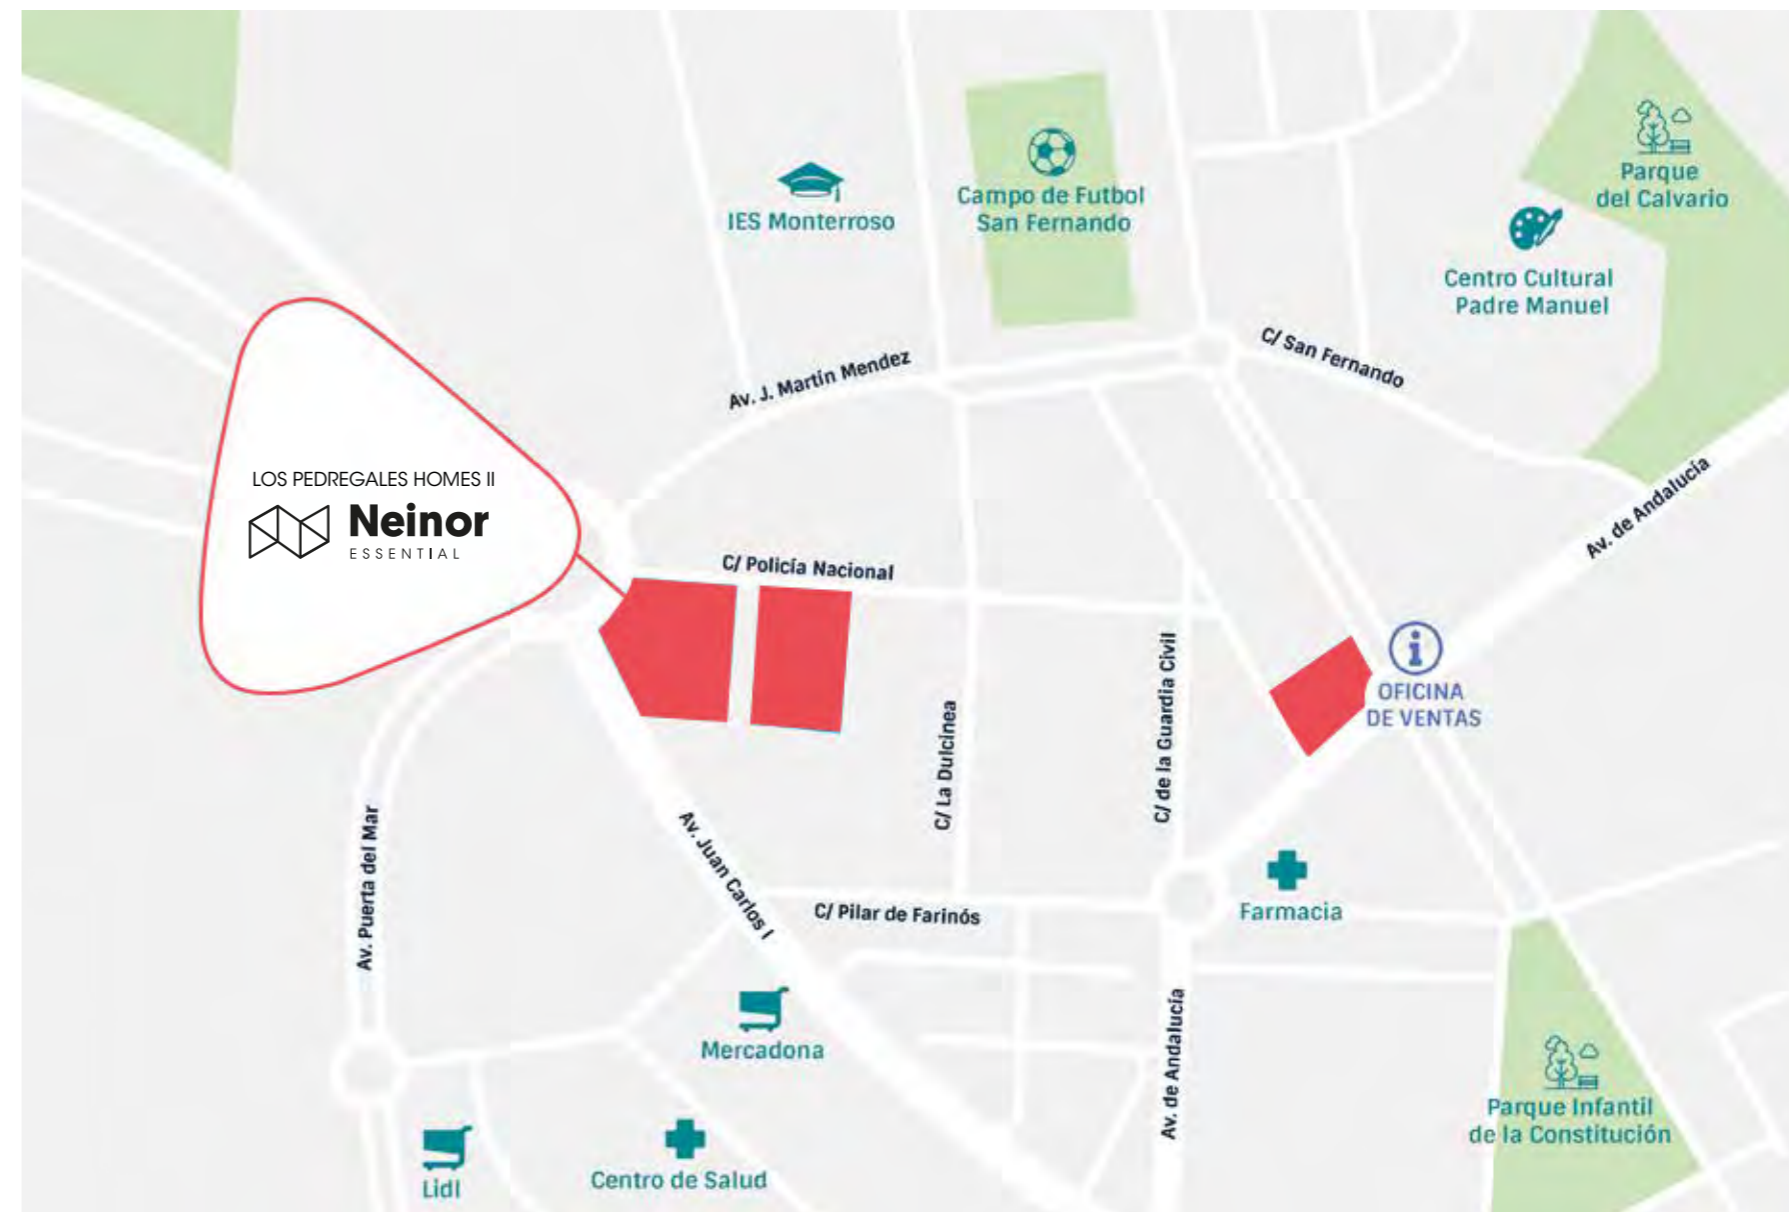 Parque
del Calvario
IES Monterroso
Campo de Futbol
San Fernando
Centro Cultural
Padre Manuel
C/ San Fernando
Av. J. Martín Mendez
LOS PEDREGALES HOMES II
Neinor
ESSENTIAL
Av. de Andalucía
C/ Policía Nacional
OFICINA
DE VENTAS
C/ de la Guardia Civil
C/ La Dulcinea
Av. Puerta del Mar
Av. Juan Carlos I
C/ Pilar de Farinós
Farmacia
Mercadona
Av. de Andalucía
Parque Infantil
de la Constitución
Lidl
Centro de Salud